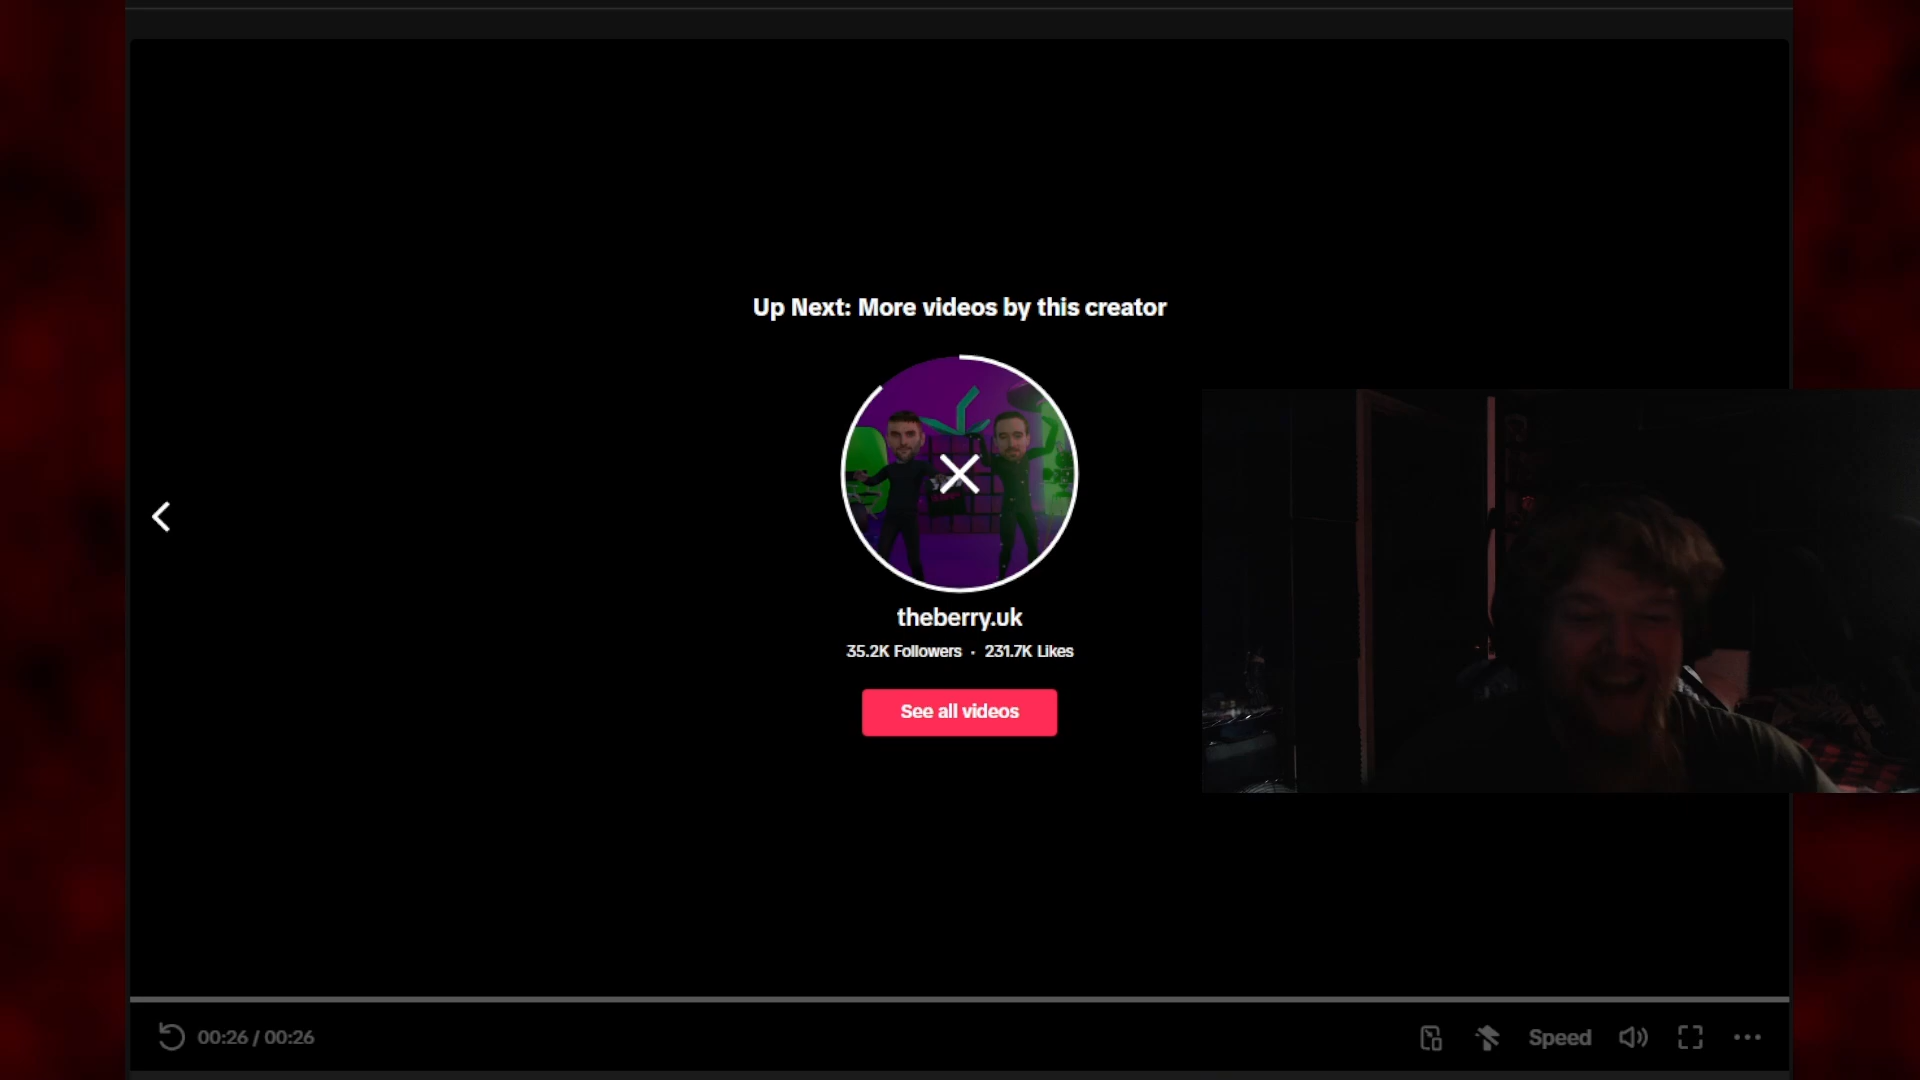 Up Next: More videos by this creator
theberry.uk
35.2K Followers · 231.7K Likes
See all videos
00:26 / 00:26
Speed